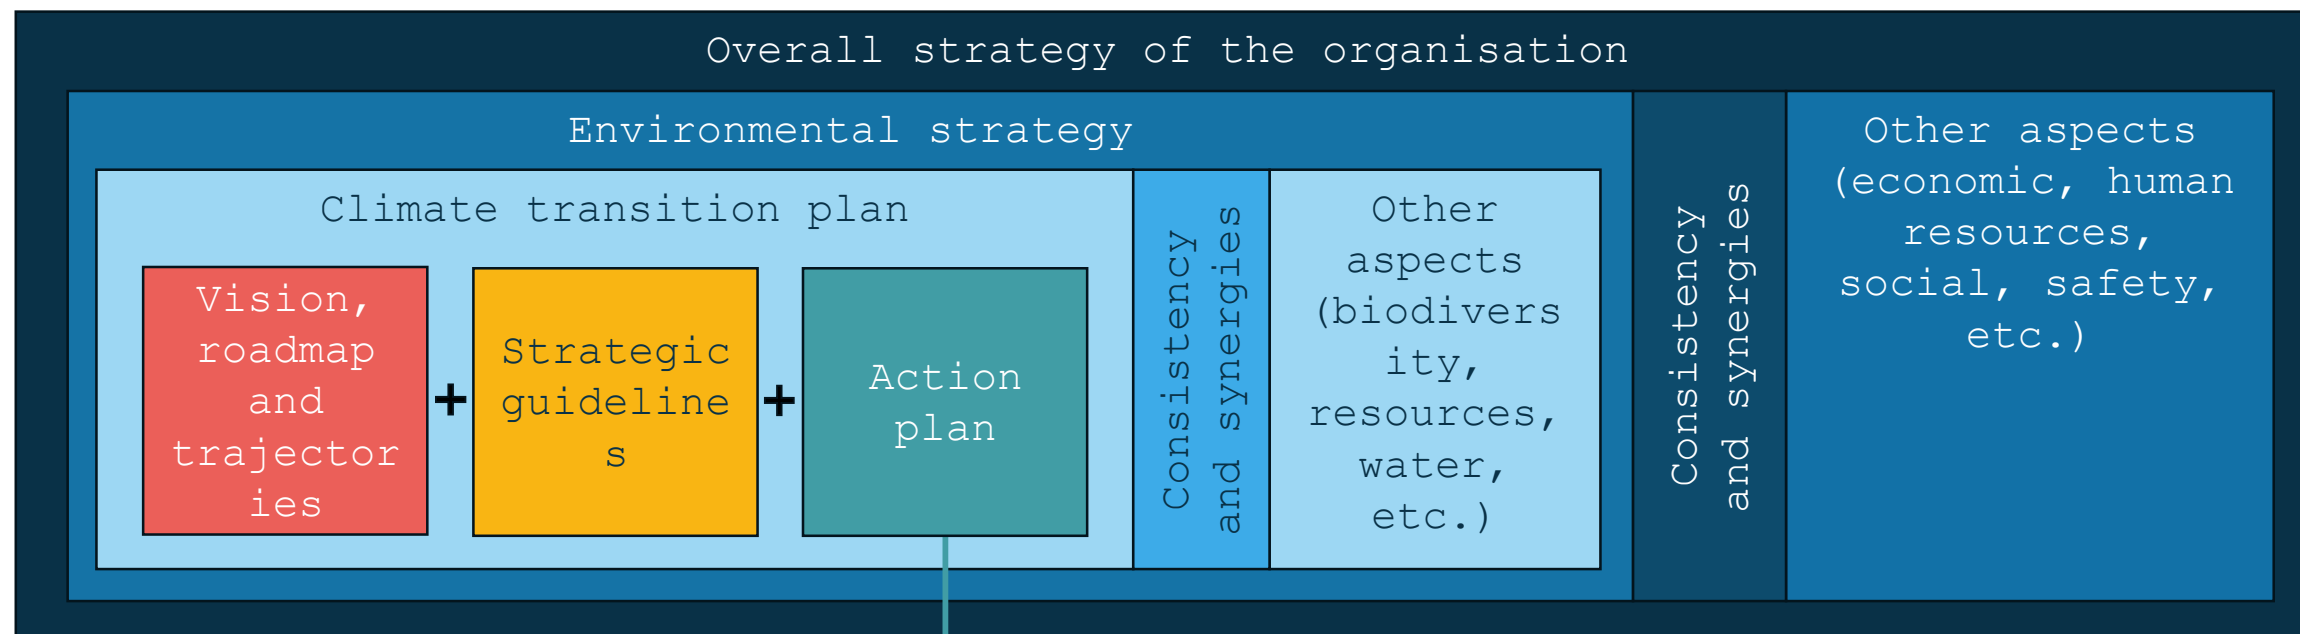 Overall strategy of the organisation
Environmental strategy
Climate transition plan
Vision,
roadmap
and
trajector
ies
+
Strategic
guideline
s
+
Action
plan
Consistency
and synergies
Other
aspects
(biodivers
ity,
resources,
water,
etc.)
Consistency
and synergies
Other aspects
(economic, human
resources,
social, safety,
etc.)